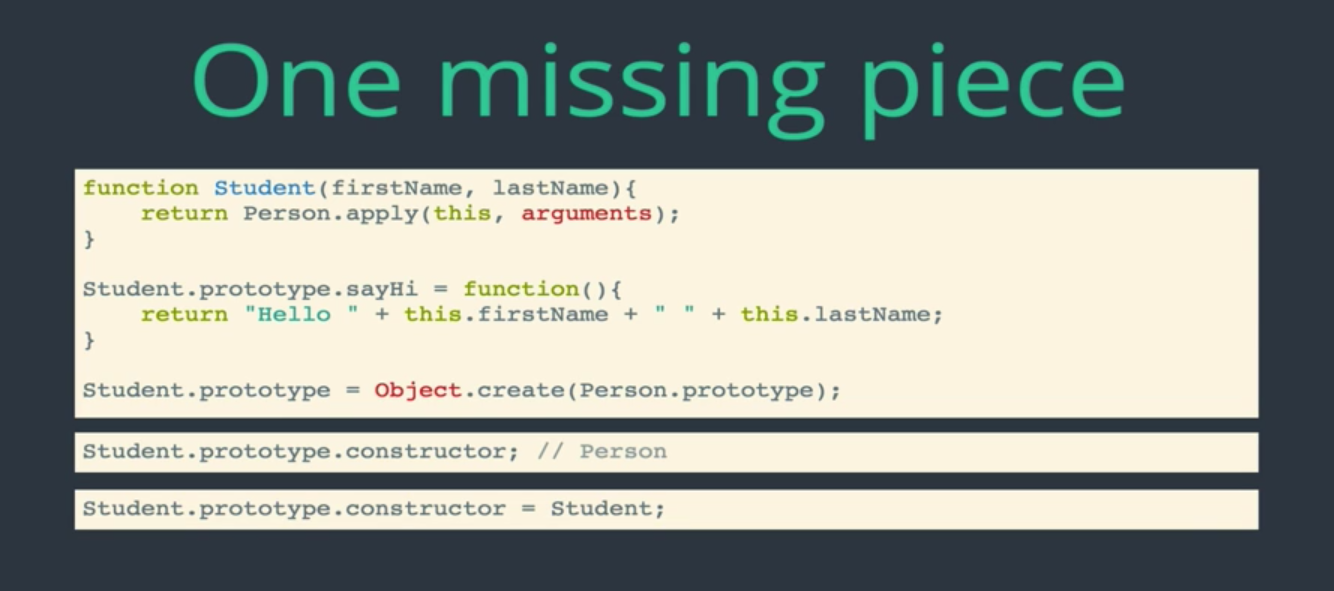 One missing piece
function Student(firstName, lastName){
    return Person.apply(this, arguments);
}
Student.prototype.sayHi = function(){
    return "Hello " + this.firstName + " " + this.lastName;
}
Student.prototype = Object.create(Person.prototype);
Student.prototype.constructor; // Person
Student.prototype.constructor = Student;